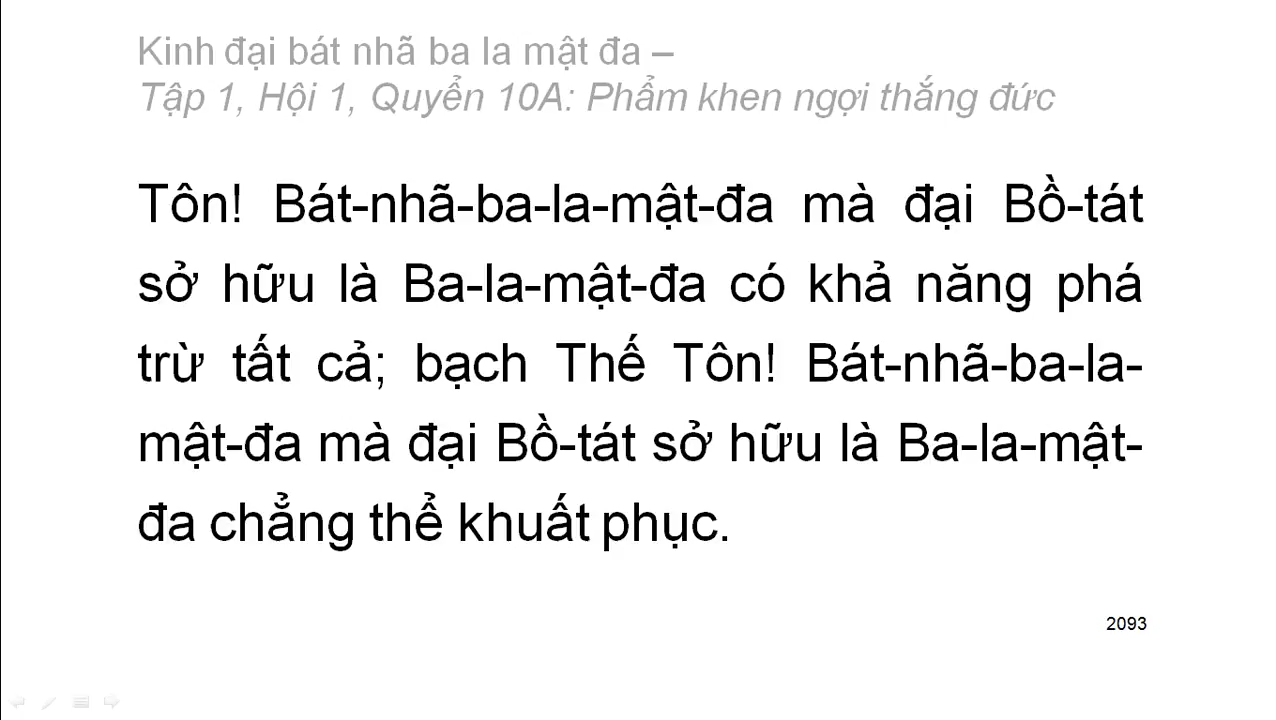 Kinh đại bát nhã ba la mật đa –
Tập 1, Hội 1, Quyển 10A: Phẩm khen ngợi thắng đức
Tôn! Bát-nhã-ba-la-mật-đa mà đại Bồ-tát
sở hữu là Ba-la-mật-đa có khả năng phá
trừ tất cả; bạch Thế Tôn! Bát-nhã-ba-la-
mật-đa mà đại Bồ-tát sở hữu là Ba-la-mật-
đa chẳng thể khuất phục.
2093